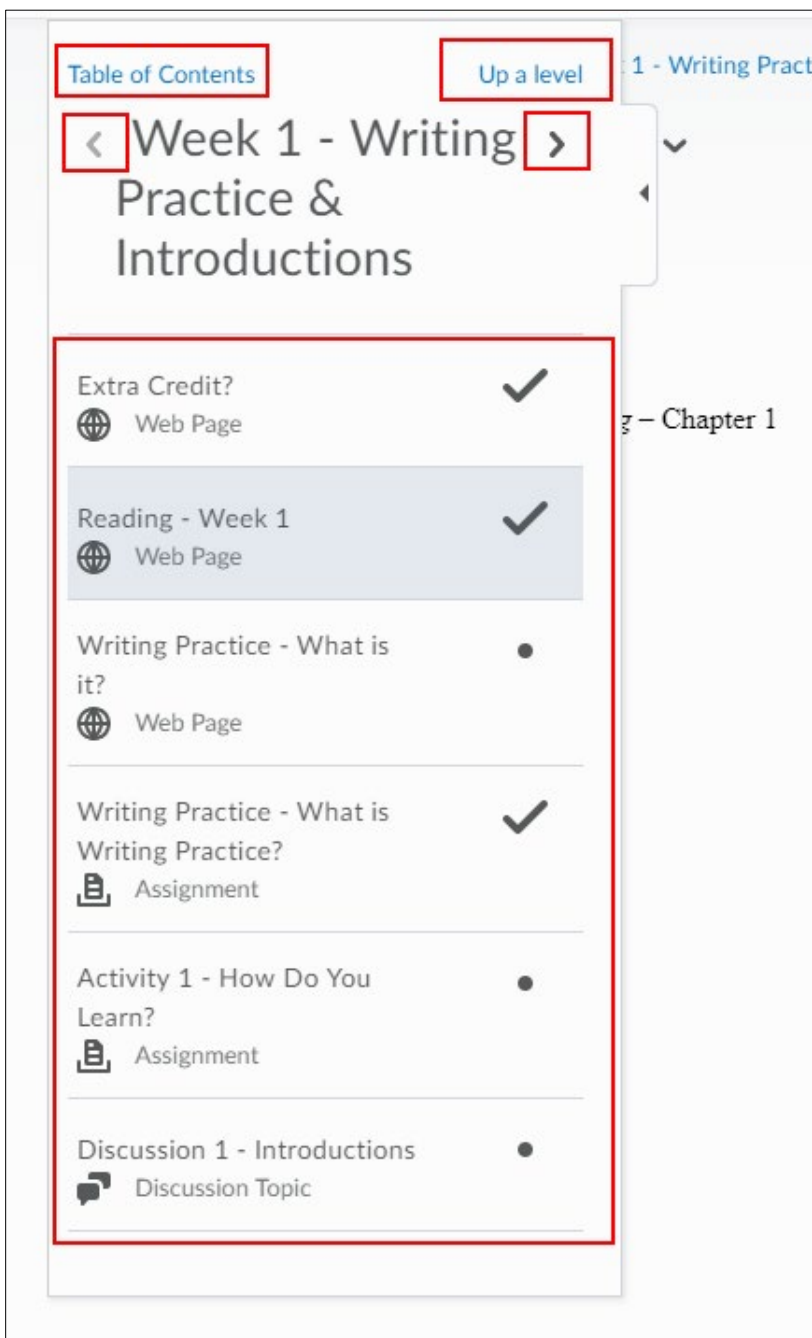 Table of Contents
Up a level
1 - Writing Pract
Week 1 - Writing
Practice &
Introductions
Extra Credit?
Web Page
– Chapter 1
Reading - Week 1
Web Page
Writing Practice - What is
it?
Web Page
Writing Practice - What is
Writing Practice?
Assignment
Activity 1 - How Do You
Learn?
Assignment
Discussion 1 - Introductions
Discussion Topic